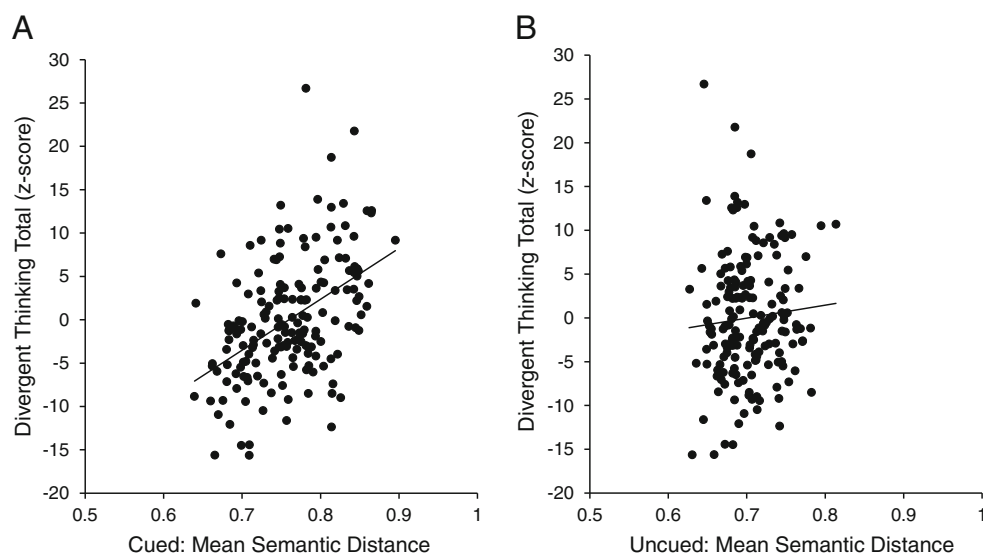 A
Divergent Thinking Total (z-score)
30
25
20
15
10
5
0
-5
-10
-15
-20
0.5 0.6 0.7 0.8 0.9 1
Cued: Mean Semantic Distance
B
Divergent Thinking Total (z-score)
30
25
20
15
10
5
0
-5
-10
-15
-20
0.5 0.6 0.7 0.8 0.9 1
Uncued: Mean Semantic Distance